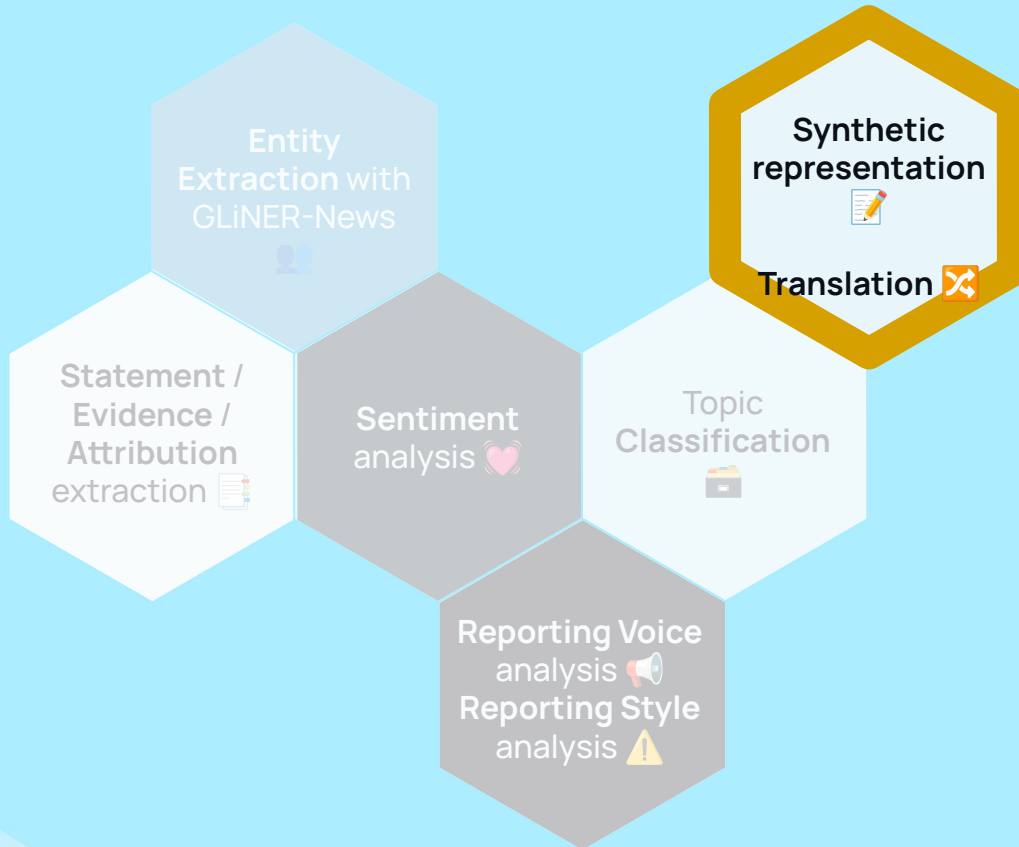 Entity
Extraction with
GLiNER-News
👥
Synthetic
representation
📝
Translation 🔀
Statement /
Evidence /
Attribution
extraction 📑
Sentiment
analysis 💓
Topic
Classification
🗃️
Reporting Voice
analysis 📢
Reporting Style
analysis ⚠️